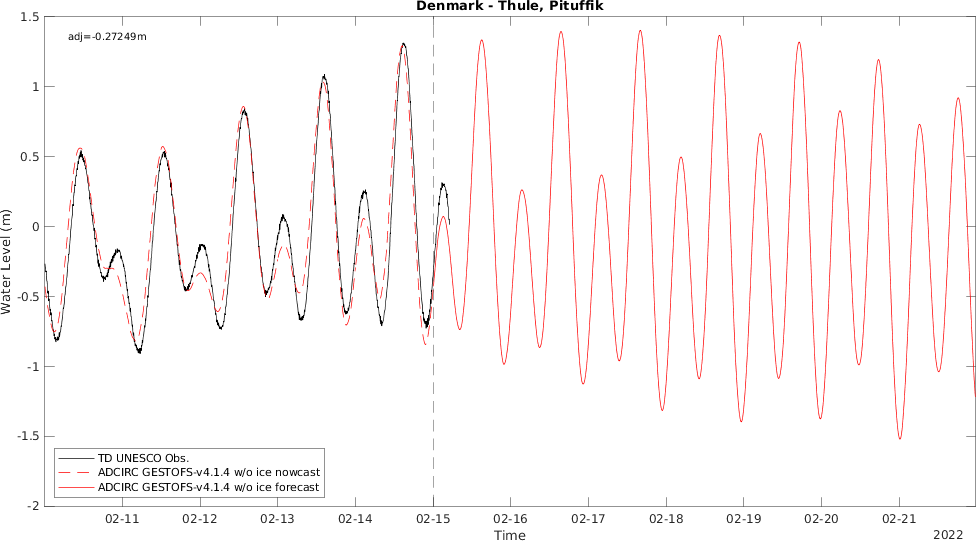 Denmark - Thule, Pituffik
adj=-0.27249m
1.5
1
0.5
0
-0.5
-1
-1.5
-2
Water Level (m)
TD UNESCO Obs.
ADCIRC GESTOFS-v4.1.4 w/o ice nowcast
ADCIRC GESTOFS-v4.1.4 w/o ice forecast
02-11 02-12 02-13 02-14 02-15 02-16 02-17 02-18 02-19 02-20 02-21
Time
2022